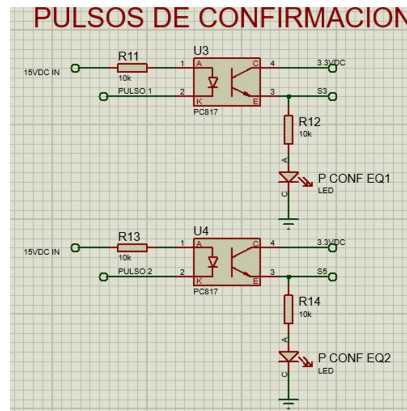 PULSOS DE CONFIRMACION
U3
R11
15VDC IN
1
A
C
4
3.3VDC
10k
PULSO 1
2
K
E
3
S3
PC817
R12
10k
A
P CONF EQ1
LED
C
U4
R13
15VDC IN
1
A
C
4
3.3VDC
10k
PULSO 2
2
K
E
3
S5
PC817
R14
10k
A
P CONF EQ2
LED
C